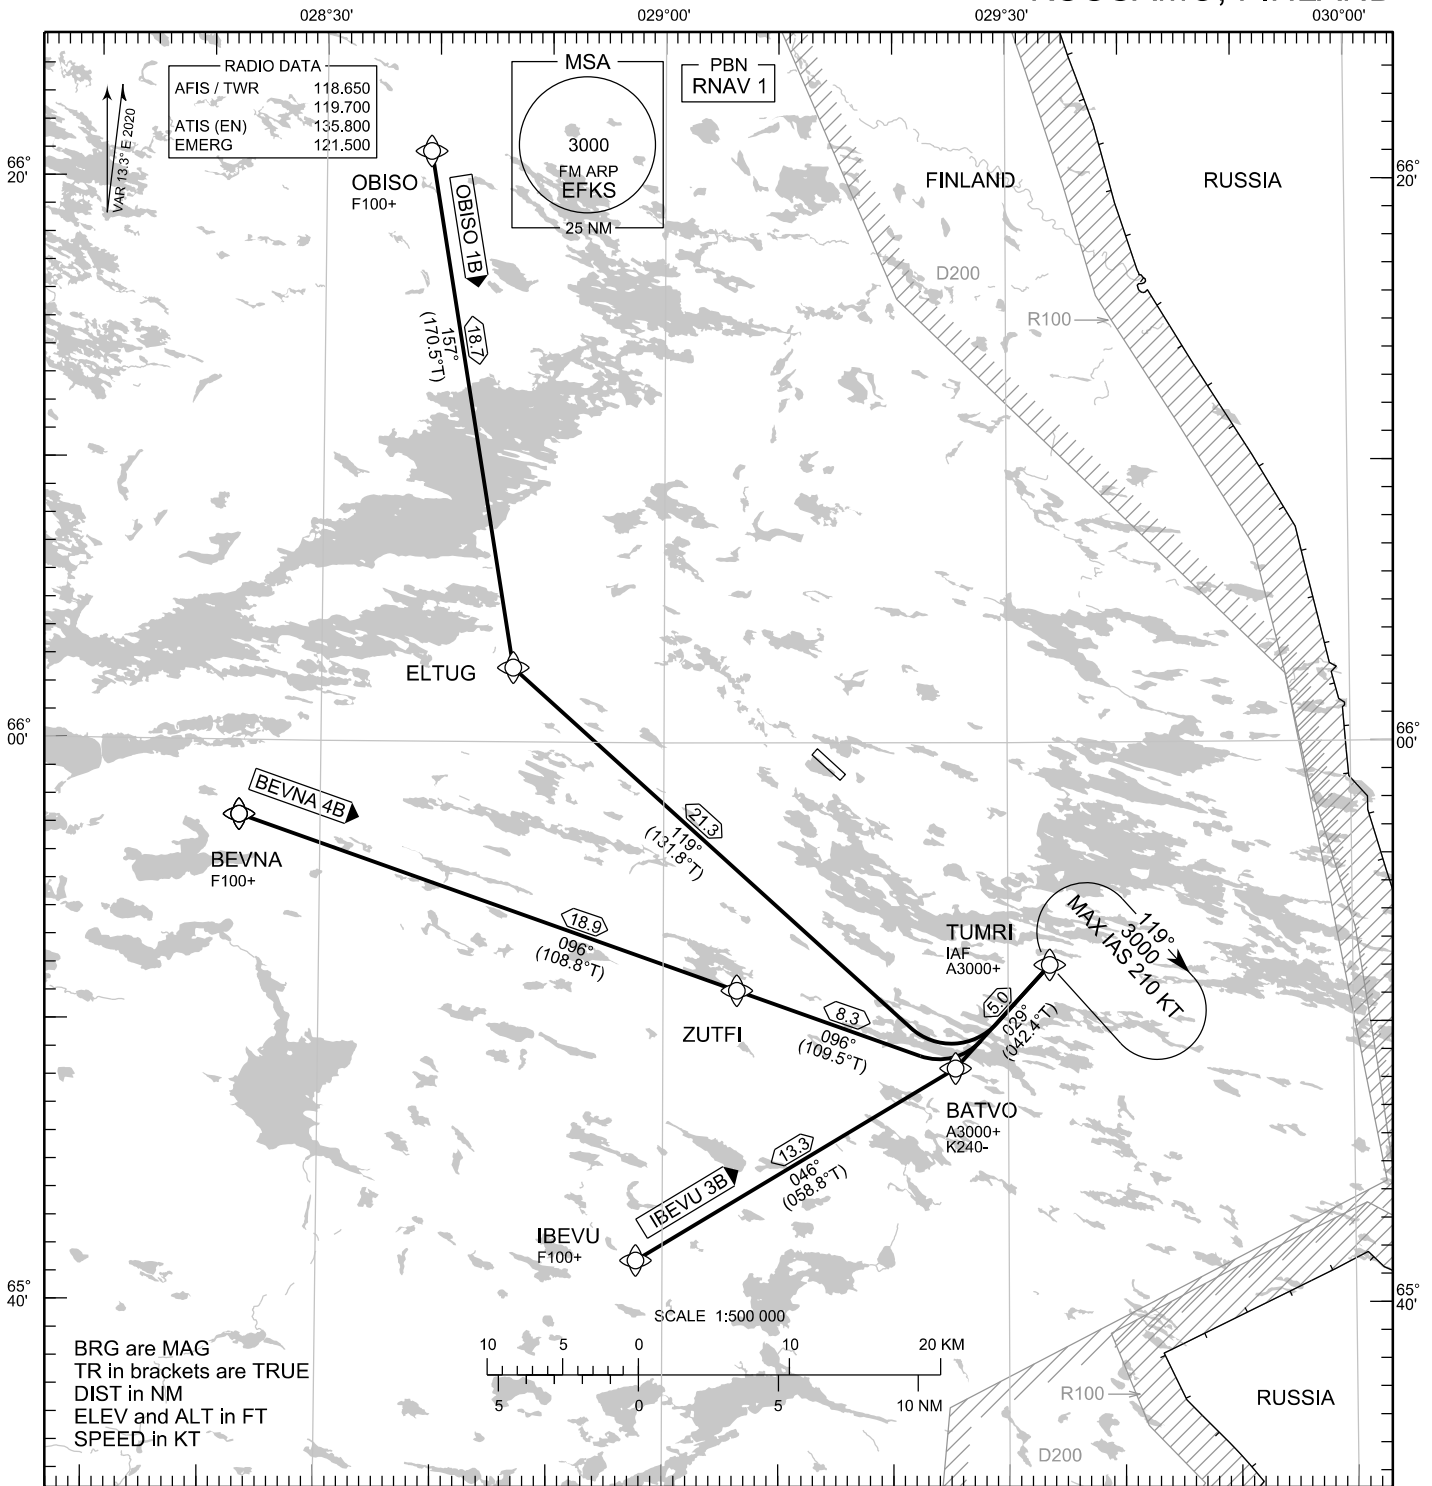 028°30'
029°00'
029°30'
030°00'
RADIO DATA
AFIS / TWR 118.650
119.700
ATIS (EN) 135.800
EMERG 121.500
MSA
3000
FM ARP
EFKS
25 NM
PBN
RNAV 1
VAR 13.3° E 2020
66°
20'
66°
20'
OBISO
F100+
OBISO 1B
FINLAND
RUSSIA
D200
R100
18.7
157°
(170.5°T)
ELTUG
66°
00'
66°
00'
BEVNA 4B
BEVNA
F100+
21.3
119°
(131.8°T)
18.9
096°
(108.8°T)
TUMRI
IAF
A3000+
119°
3000
MAX IAS 210 KT
ZUTFI
8.3
096°
(109.5°T)
5.0
029°
(042.4°T)
BATVO
A3000+
K240-
13.3
046°
(058.8°T)
IBEVU 3B
IBEVU
F100+
65°
40'
65°
40'
SCALE 1:500 000
10 5 0 10 20 KM
5 0 5 10 NM
BRG are MAG
TR in brackets are TRUE
DIST in NM
ELEV and ALT in FT
SPEED in KT
R100
RUSSIA
D200